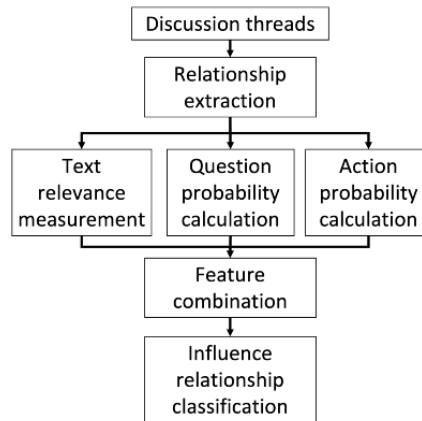 Discussion threads
Relationship
extraction
Text
relevance
measurement
Question
probability
calculation
Action
probability
calculation
Feature
combination
Influence
relationship
classification